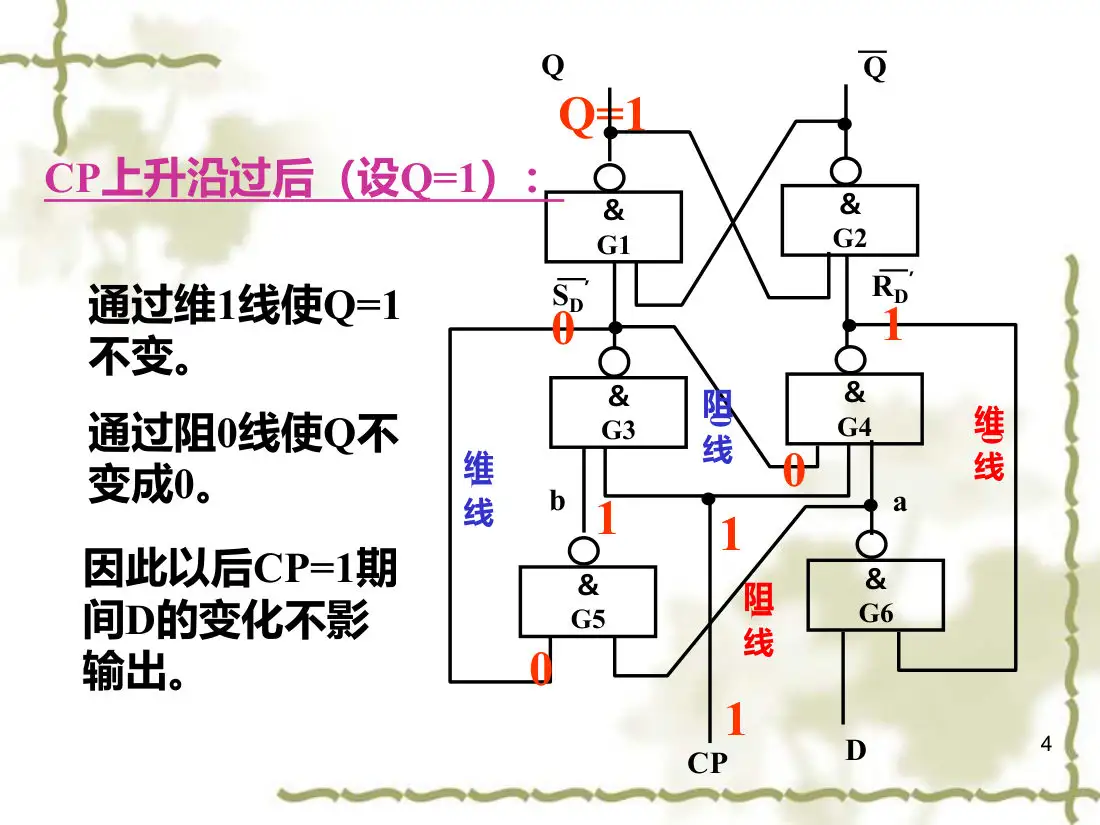 Q
Q̅
Q=1
CP上升沿过后（设Q=1）：
&
G1
&
G2
S̅D′
R̅D′
0
1
通过维1线使Q=1
不变。
&
G3
&
G4
阻0线
维0线
通过阻0线使Q不
变成0。
维1线
0
b
1
1
a
因此以后CP=1期
间D的变化不影
输出。
&
G5
&
G6
阻1线
0
1
CP
D
4